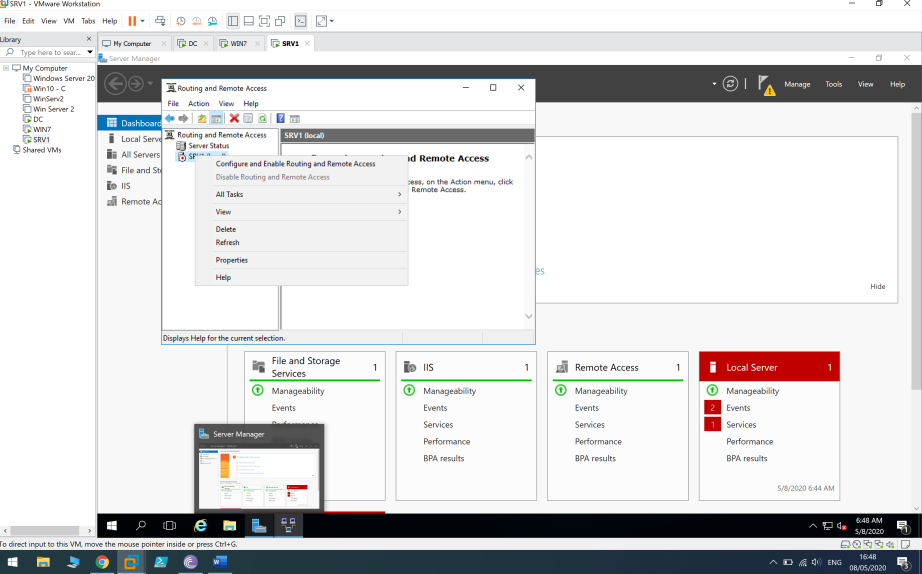 SRV1 - VMware Workstation
File Edit View VM Tabs Help
Library
Type here to sear...
My Computer
Windows Server 20
Win10 - C
WinServ2
Win Server 2
DC
WIN7
SRV1
Shared VMs
My Computer
DC
WIN7
SRV1
Server Manager
Manage Tools View Help
Dashboard
Local Serve
All Servers
File and St
IIS
Remote Ac
Routing and Remote Access
File Action View Help
Routing and Remote Access
Server Status
SRV1 (local)
nd Remote Access
cess, on the Action menu, click
Remote Access.
Configure and Enable Routing and Remote Access
Disable Routing and Remote Access
All Tasks
View
Delete
Refresh
Properties
Help
Displays Help for the current selection.
es
Hide
File and Storage
Services 1
Manageability
Events
IIS 1
Manageability
Events
Services
Performance
BPA results
Remote Access 1
Manageability
Events
Services
Performance
BPA results
Local Server 1
Manageability
2 Events
1 Services
Performance
BPA results
5/8/2020 6:44 AM
Server Manager
6:48 AM
5/8/2020
To direct input to this VM, move the mouse pointer inside or press Ctrl+G.
ENG
16:48
08/05/2020